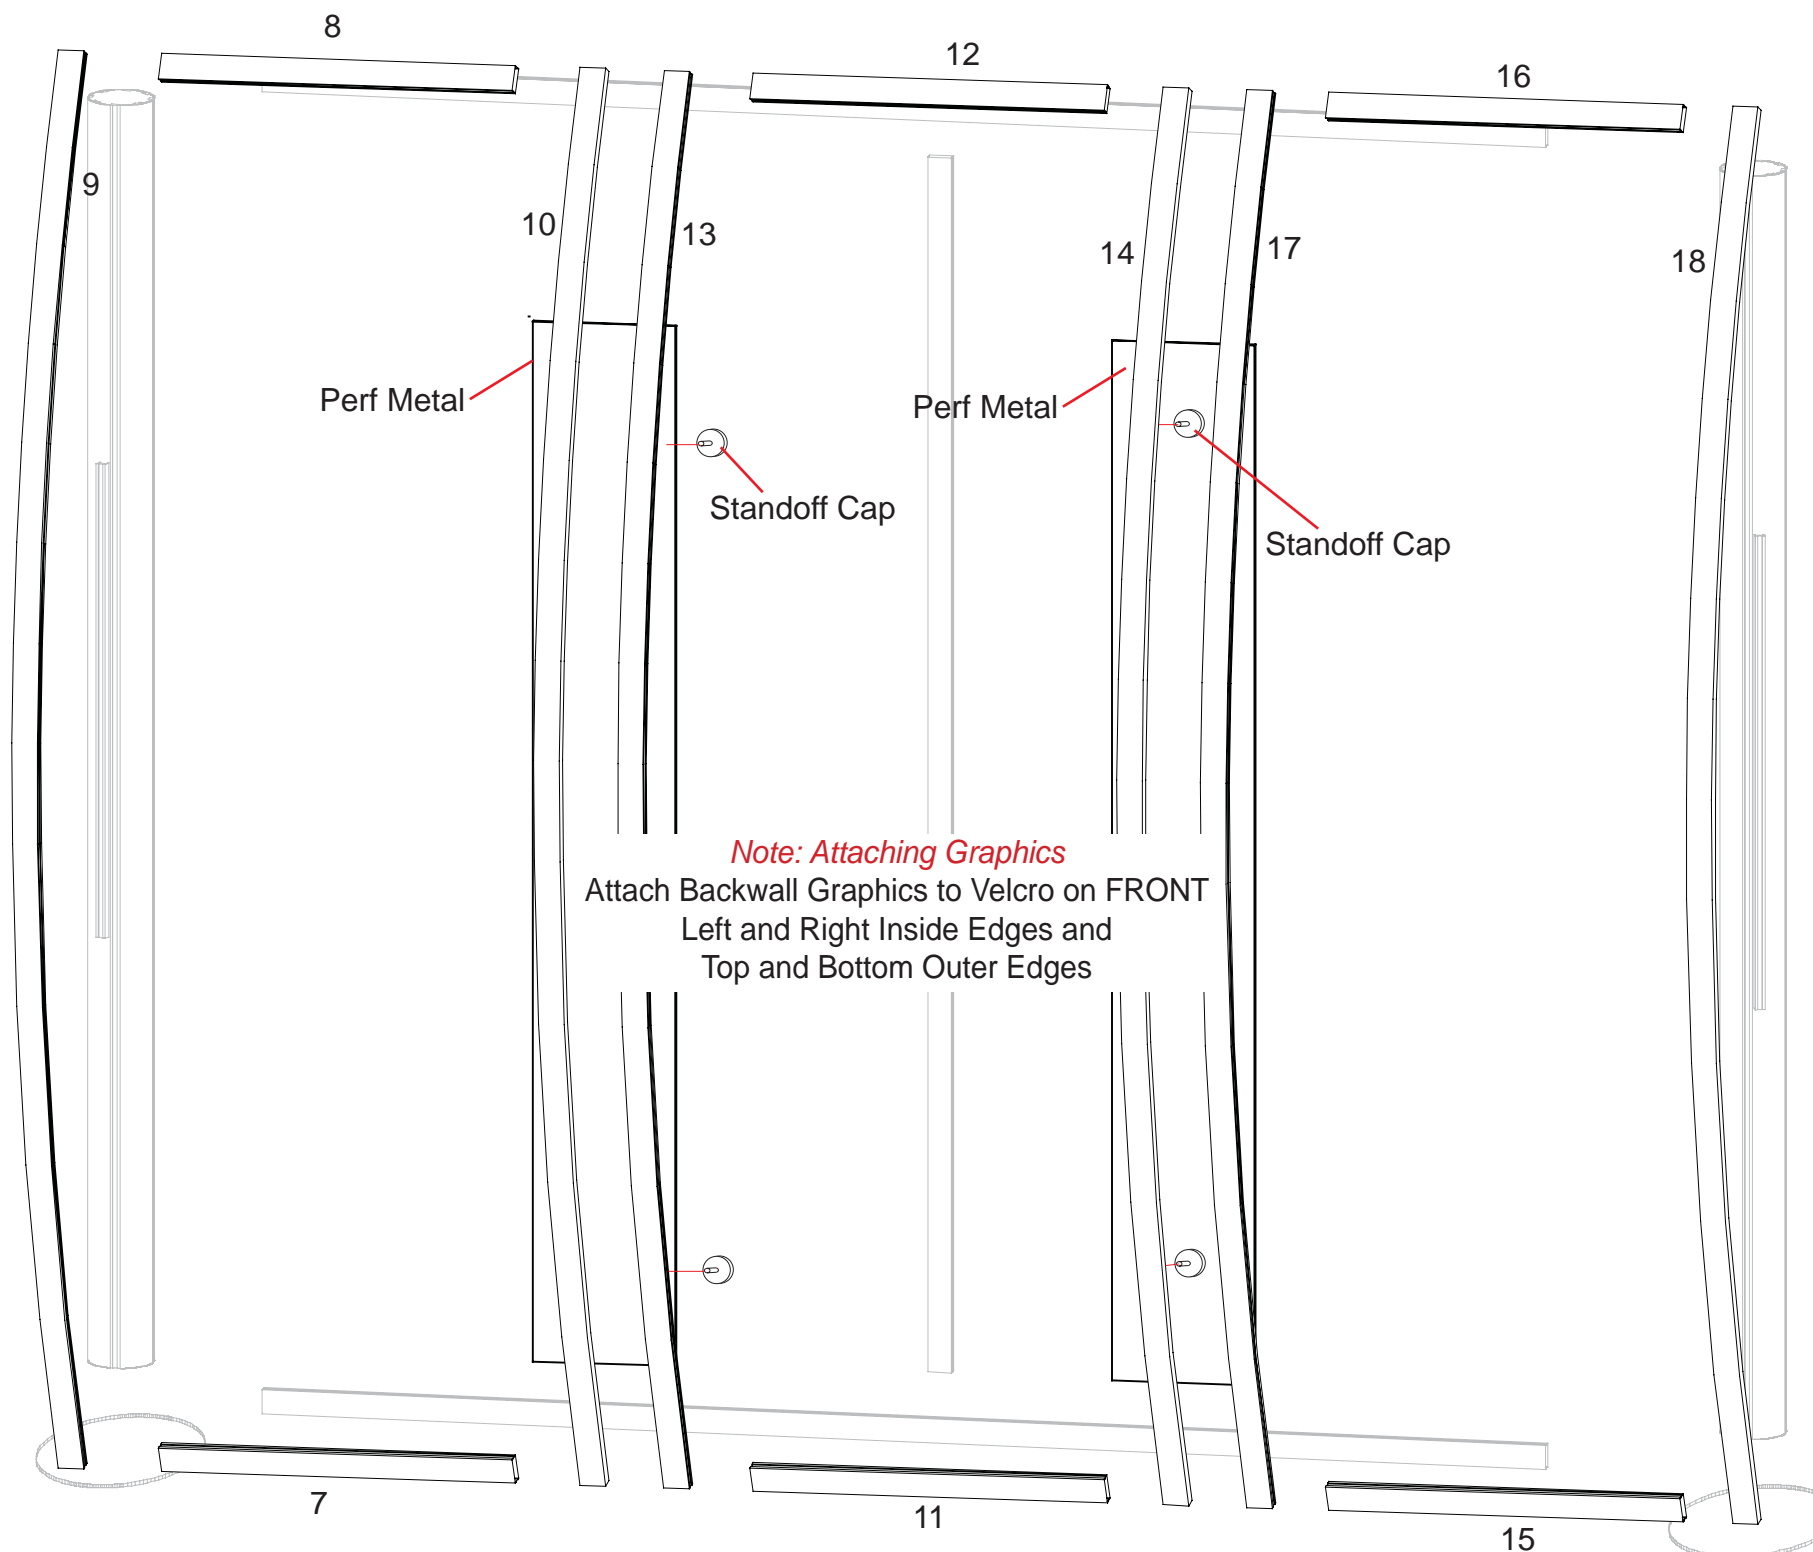 8
12
16
9
10
13
14
17
18
Perf Metal
Perf Metal
Standoff Cap
Standoff Cap
Note: Attaching Graphics
Attach Backwall Graphics to Velcro on FRONT
Left and Right Inside Edges and
Top and Bottom Outer Edges
7
11
15